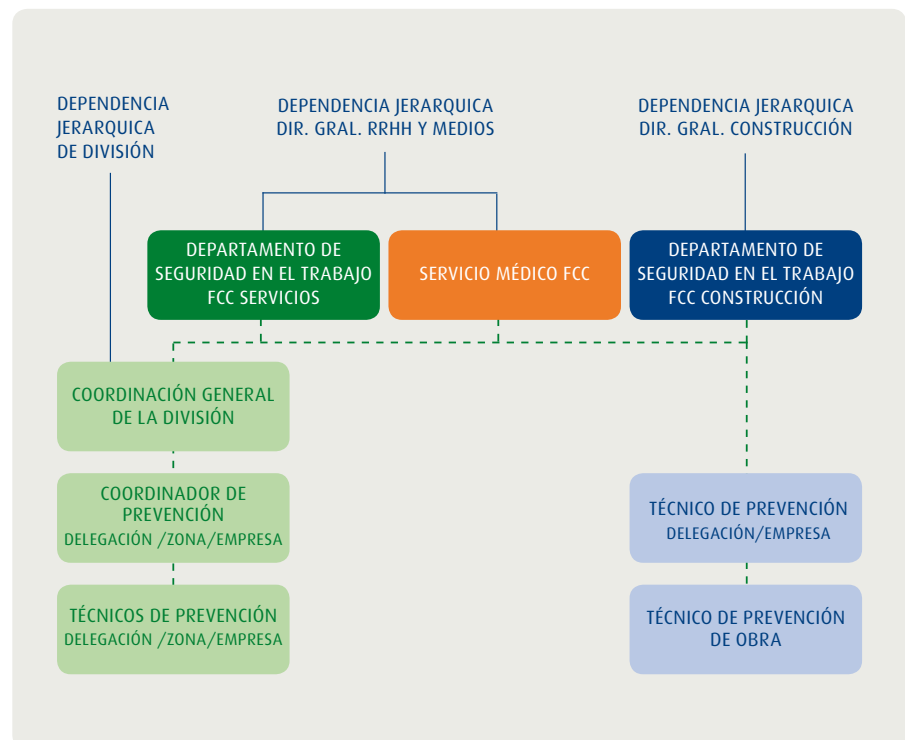 DEPENDENCIA
JERARQUICA
DE DIVISIÓN
DEPENDENCIA JERARQUICA
DIR. GRAL. RRHH Y MEDIOS
DEPENDENCIA JERARQUICA
DIR. GRAL. CONSTRUCCIÓN
DEPARTAMENTO DE
SEGURIDAD EN EL TRABAJO
FCC SERVICIOS
SERVICIO MÉDICO FCC
DEPARTAMENTO DE
SEGURIDAD EN EL TRABAJO
FCC CONSTRUCCIÓN
COORDINACIÓN GENERAL
DE LA DIVISIÓN
COORDINADOR DE
PREVENCIÓN
DELEGACIÓN /ZONA/EMPRESA
TÉCNICO DE PREVENCIÓN
DELEGACIÓN/EMPRESA
TÉCNICOS DE PREVENCIÓN
DELEGACIÓN /ZONA/EMPRESA
TÉCNICO DE PREVENCIÓN
DE OBRA